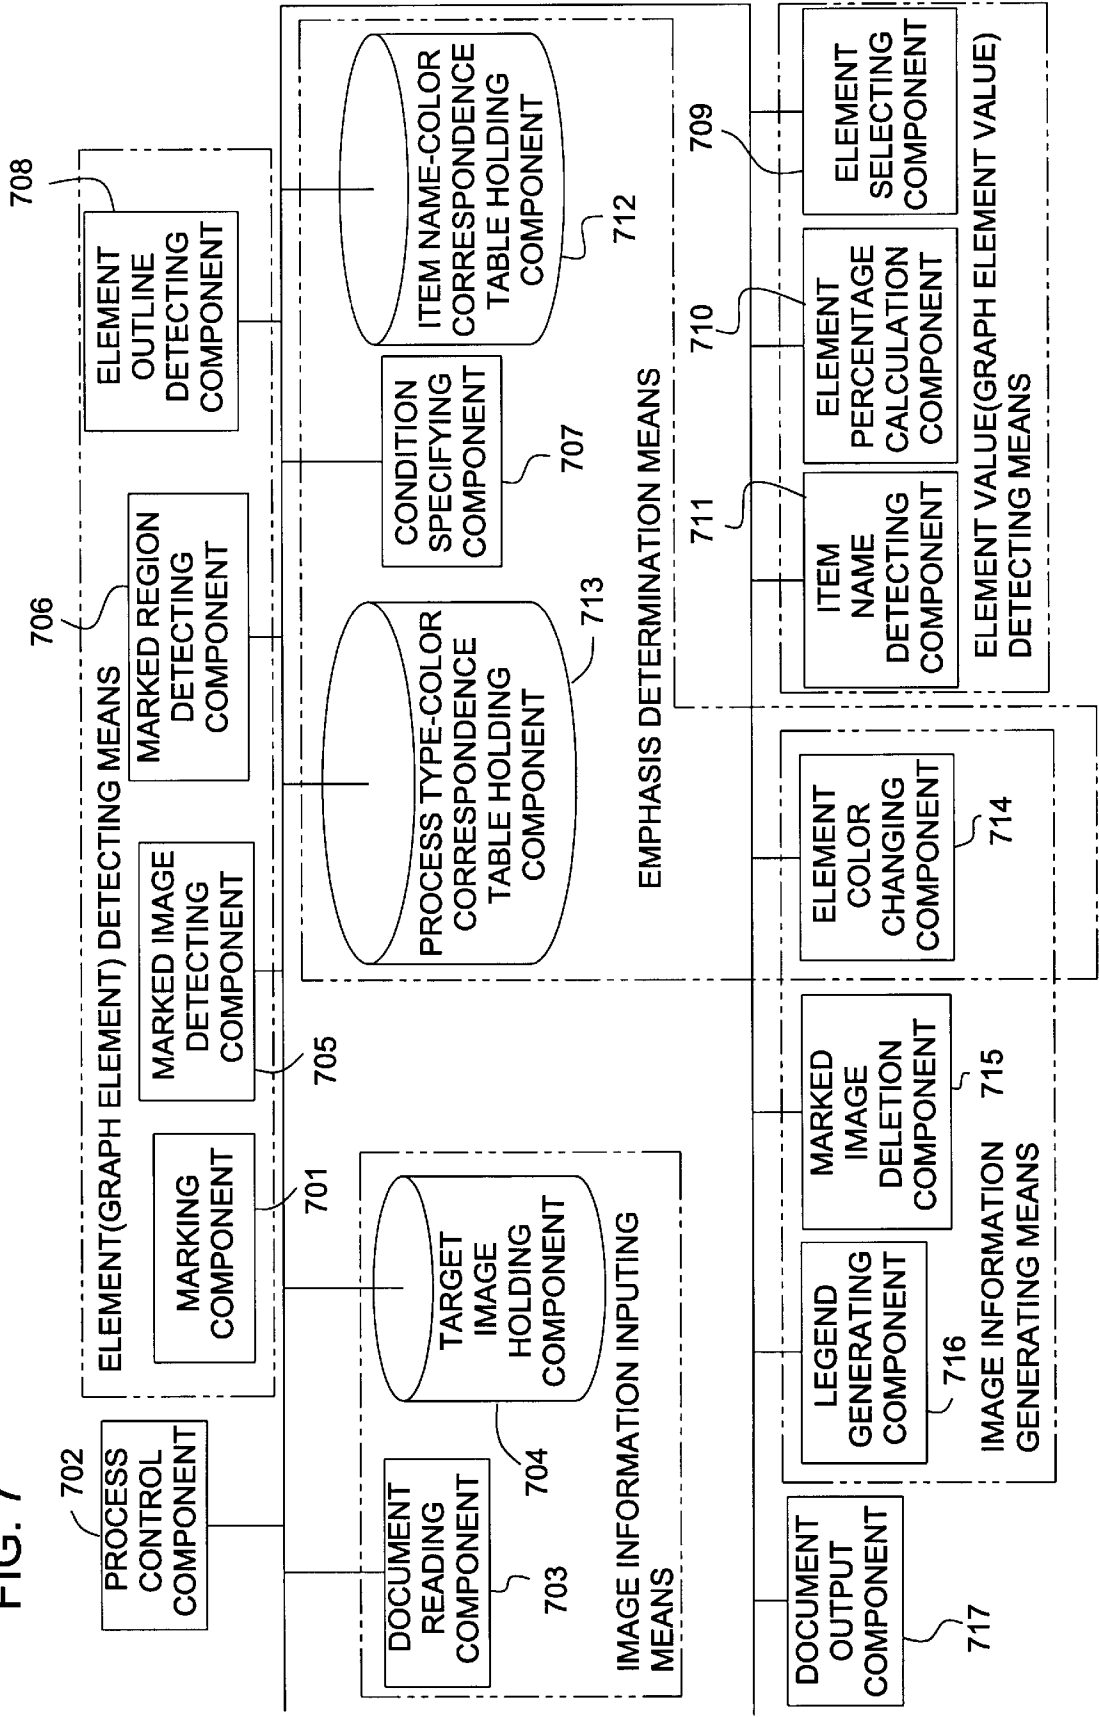 FIG. 7
702
PROCESS
CONTROL
COMPONENT
ELEMENT(GRAPH ELEMENT) DETECTING MEANS
MARKING
COMPONENT
701
MARKED IMAGE
DETECTING
COMPONENT
705
706
MARKED REGION
DETECTING
COMPONENT
708
ELEMENT
OUTLINE
DETECTING
COMPONENT
DOCUMENT
READING
COMPONENT
703
TARGET
IMAGE
HOLDING
COMPONENT
704
IMAGE INFORMATION INPUTING
MEANS
PROCESS TYPE-COLOR
CORRESPONDENCE
TABLE HOLDING
COMPONENT
713
CONDITION
SPECIFYING
COMPONENT
707
ITEM NAME-COLOR
CORRESPONDENCE
TABLE HOLDING
COMPONENT
712
EMPHASIS DETERMINATION MEANS
DOCUMENT
OUTPUT
COMPONENT
717
LEGEND
GENERATING
COMPONENT
716
MARKED
IMAGE
DELETION
COMPONENT
715
ELEMENT
COLOR
CHANGING
COMPONENT
714
IMAGE INFORMATION
GENERATING MEANS
711
ITEM
NAME
DETECTING
COMPONENT
710
ELEMENT
PERCENTAGE
CALCULATION
COMPONENT
709
ELEMENT
SELECTING
COMPONENT
ELEMENT VALUE(GRAPH ELEMENT VALUE)
DETECTING MEANS